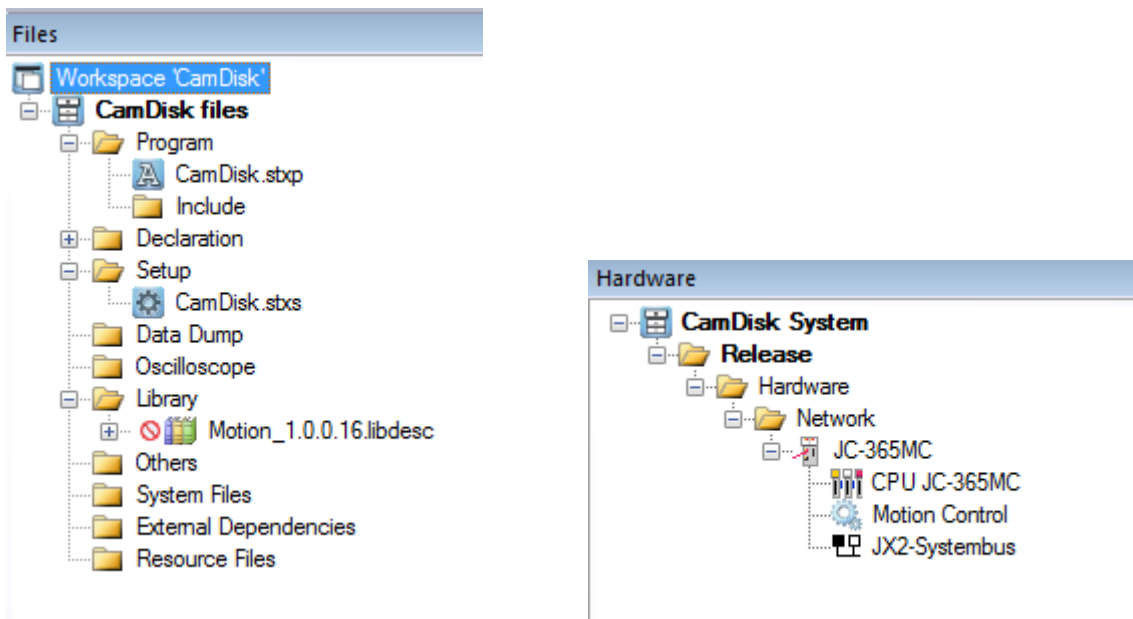 Files
Workspace 'CamDisk'
CamDisk files
Program
CamDisk.stxp
Include
Declaration
Setup
CamDisk.stxs
Data Dump
Oscilloscope
Library
Motion_1.0.0.16.libdesc
Others
System Files
External Dependencies
Resource Files
Hardware
CamDisk System
Release
Hardware
Network
JC-365MC
CPU JC-365MC
Motion Control
JX2-Systembus